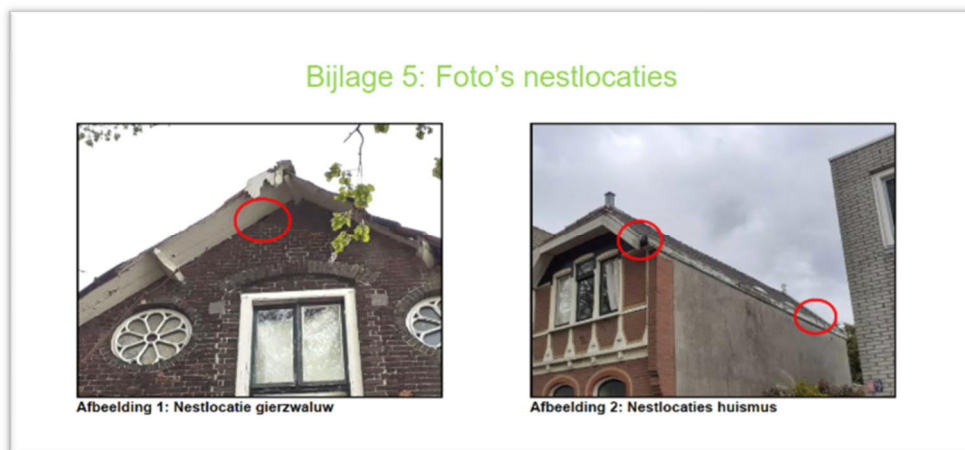 Bijlage 5: Foto's nestlocaties
Afbeelding 1: Nestlocatie gierzwaluw
Afbeelding 2: Nestlocaties huismus